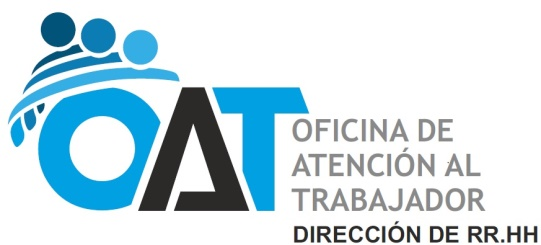 OAT
OFICINA DE
ATENCIÓN AL
TRABAJADOR
DIRECCIÓN DE RR.HH